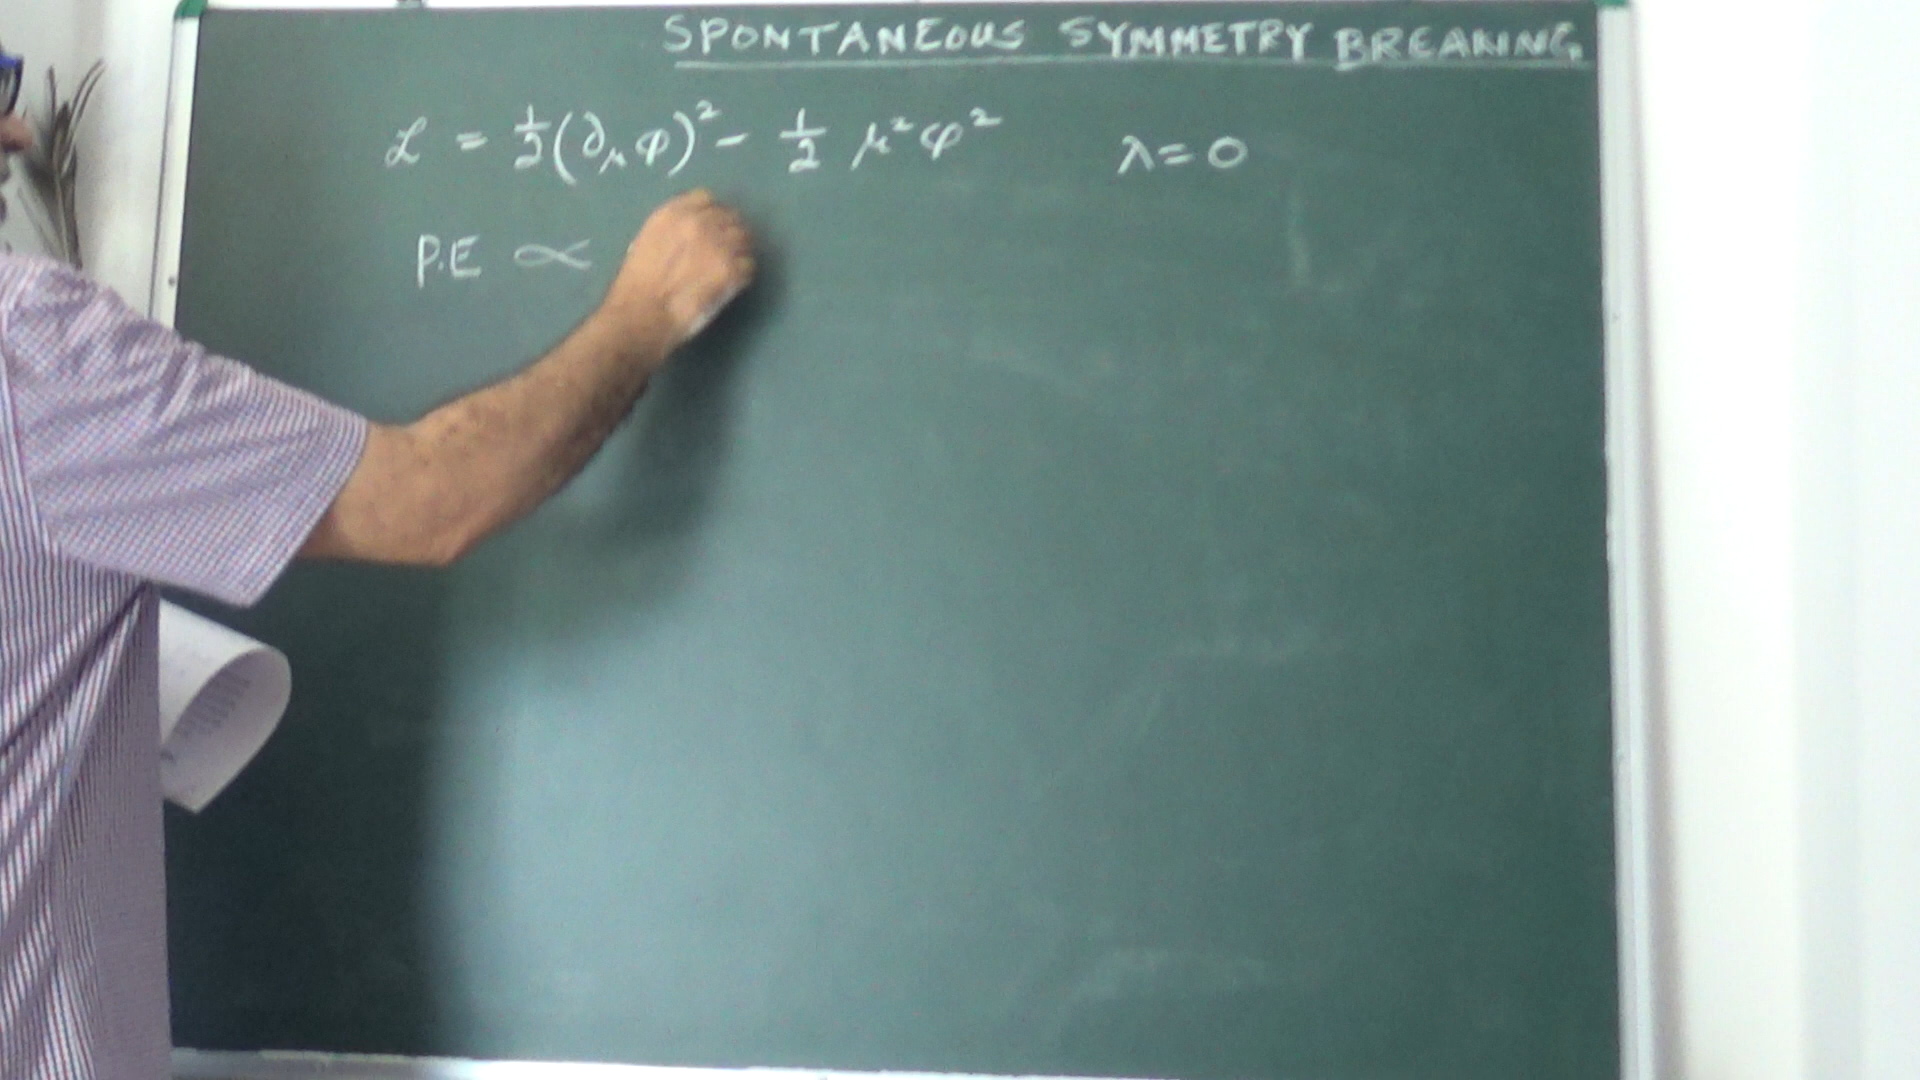 SPONTANEOUS SYMMETRY BREAKING
ℒ = ½(∂μφ)² - ½ μ²φ² λ=0
P.E ∝